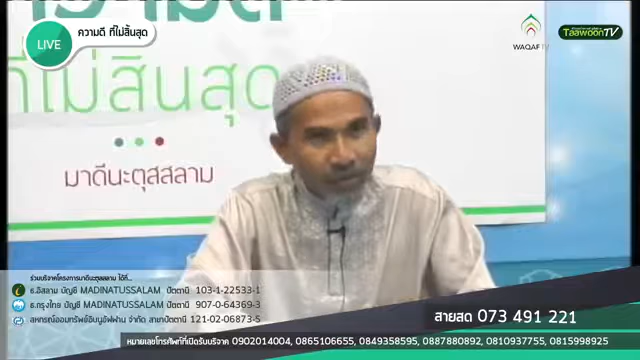 LIVE
ความดี ที่ไม่สิ้นสุด
WAQAF TV
TaawoonTV
ที่ไม่สิ้นสุด
มาดีนะตุสสลาม
ร่วมบริจาคโครงการมาดีนะตุสสลาม ได้ที่...
ธ.อิสลาม บัญชี MADINATUSSALAM ปัตตานี 103-1-22533-1
ธ.กรุงไทย บัญชี MADINATUSSALAM ปัตตานี 907-0-64369-3
สหกรณ์ออมทรัพย์อิบนูอัฟฟาน จำกัด สาขาปัตตานี 121-02-06873-5
สายสด 073 491 221
หมายเลขโทรศัพท์ที่เปิดรับบริจาค 0902014004, 0865106655, 0849358595, 0887880892, 0810937755, 0815998925